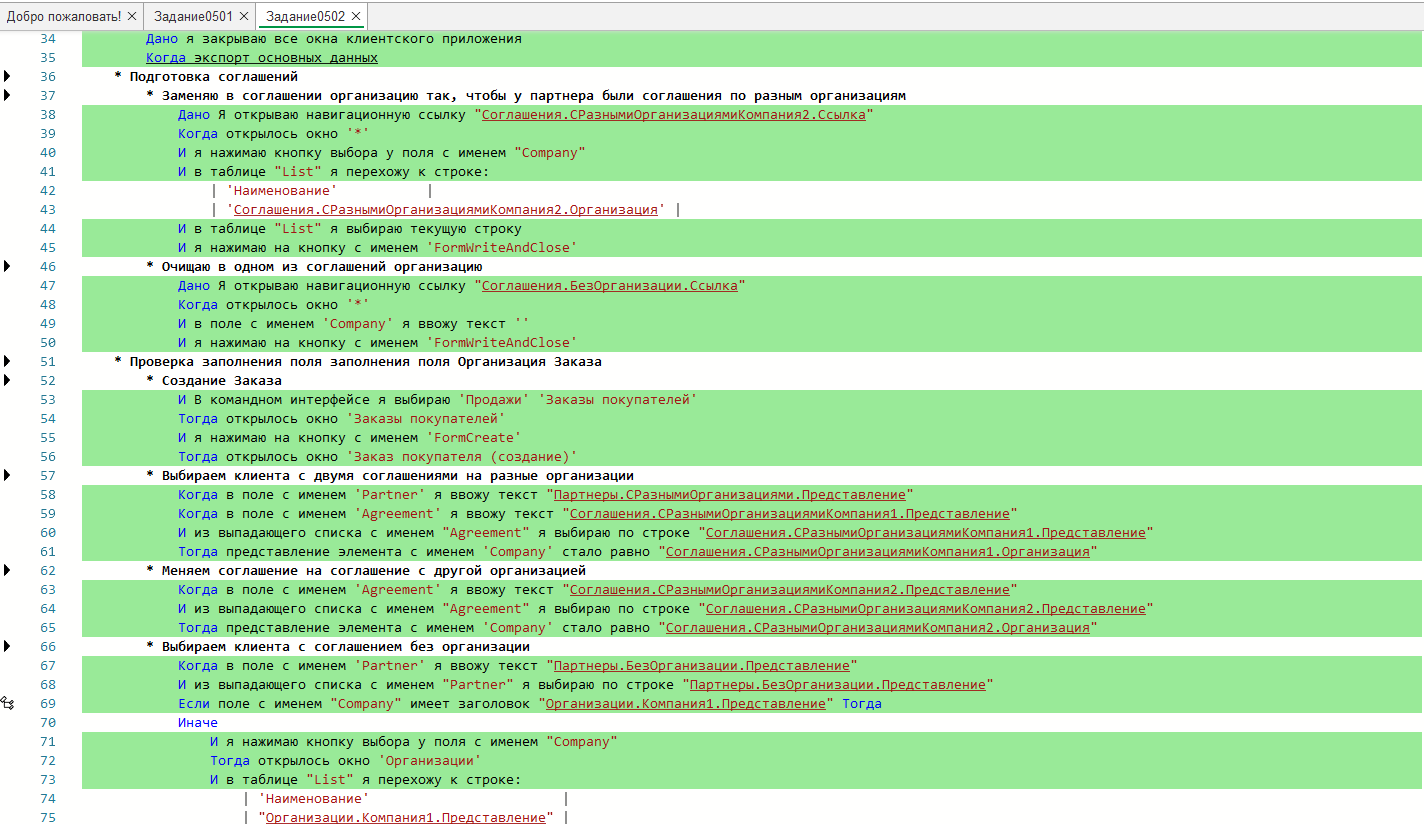 Добро пожаловать! × Задание0501 × Задание0502 ×
34 Дано я закрываю все окна клиентского приложения
35 Когда экспорт основных данных
36 * Подготовка соглашений
37 * Заменяю в соглашении организацию так, чтобы у партнера были соглашения по разным организациям
38 Дано Я открываю навигационную ссылку "Соглашения.СРазнымиОрганизациямиКомпания2.Ссылка"
39 Когда открылось окно '*'
40 И я нажимаю кнопку выбора у поля с именем "Company"
41 И в таблице "List" я перехожу к строке:
42 | 'Наименование' |
43 | 'Соглашения.СРазнымиОрганизациямиКомпания2.Организация' |
44 И в таблице "List" я выбираю текущую строку
45 И я нажимаю на кнопку с именем 'FormWriteAndClose'
46 * Очищаю в одном из соглашений организацию
47 Дано Я открываю навигационную ссылку "Соглашения.БезОрганизации.Ссылка"
48 Когда открылось окно '*'
49 И в поле с именем 'Company' я ввожу текст ''
50 И я нажимаю на кнопку с именем 'FormWriteAndClose'
51 * Проверка заполнения поля заполнения поля Организация Заказа
52 * Создание Заказа
53 И В командном интерфейсе я выбираю 'Продажи' 'Заказы покупателей'
54 Тогда открылось окно 'Заказы покупателей'
55 И я нажимаю на кнопку с именем 'FormCreate'
56 Тогда открылось окно 'Заказ покупателя (создание)'
57 * Выбираем клиента с двумя соглашениями на разные организации
58 Когда в поле с именем 'Partner' я ввожу текст "Партнеры.СРазнымиОрганизациями.Представление"
59 Когда в поле с именем 'Agreement' я ввожу текст "Соглашения.СРазнымиОрганизациямиКомпания1.Представление"
60 И из выпадающего списка с именем "Agreement" я выбираю по строке "Соглашения.СРазнымиОрганизациямиКомпания1.Представление"
61 Тогда представление элемента с именем 'Company' стало равно "Соглашения.СРазнымиОрганизациямиКомпания1.Организация"
62 * Меняем соглашение на соглашение с другой организацией
63 Когда в поле с именем 'Agreement' я ввожу текст "Соглашения.СРазнымиОрганизациямиКомпания2.Представление"
64 И из выпадающего списка с именем "Agreement" я выбираю по строке "Соглашения.СРазнымиОрганизациямиКомпания2.Представление"
65 Тогда представление элемента с именем 'Company' стало равно "Соглашения.СРазнымиОрганизациямиКомпания2.Организация"
66 * Выбираем клиента с соглашением без организации
67 Когда в поле с именем 'Partner' я ввожу текст "Партнеры.БезОрганизации.Представление"
68 И из выпадающего списка с именем "Partner" я выбираю по строке "Партнеры.БезОрганизации.Представление"
69 Если поле с именем "Company" имеет заголовок "Организации.Компания1.Представление" Тогда
70 Иначе
71 И я нажимаю кнопку выбора у поля с именем "Company"
72 Тогда открылось окно 'Организации'
73 И в таблице "List" я перехожу к строке:
74 | 'Наименование' |
75 | "Организации.Компания1.Представление" |